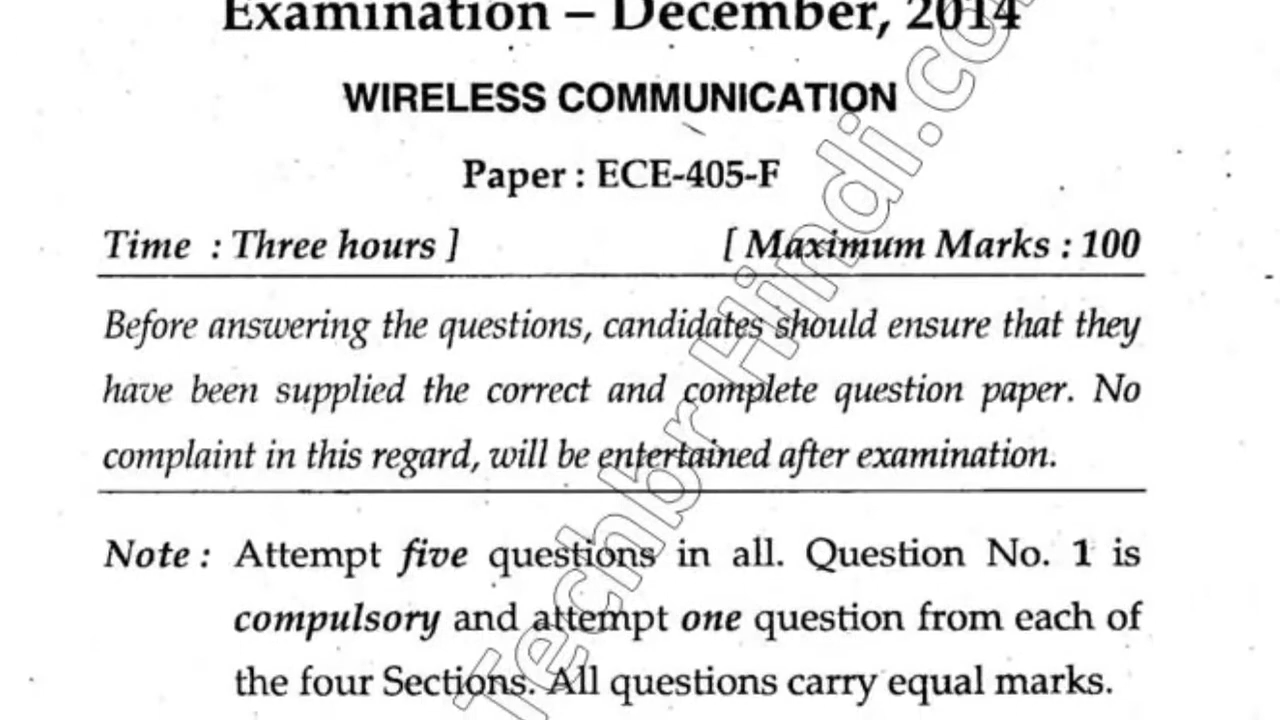 Examination – December, 2014
WIRELESS COMMUNICATION
Paper : ECE-405-F
Time : Three hours ] [ Maximum Marks : 100
Before answering the questions, candidates should ensure that they
have been supplied the correct and complete question paper. No
complaint in this regard, will be entertained after examination.
Note : Attempt five questions in all. Question No. 1 is
compulsory and attempt one question from each of
the four Sections. All questions carry equal marks.
Techbr Hindi.co